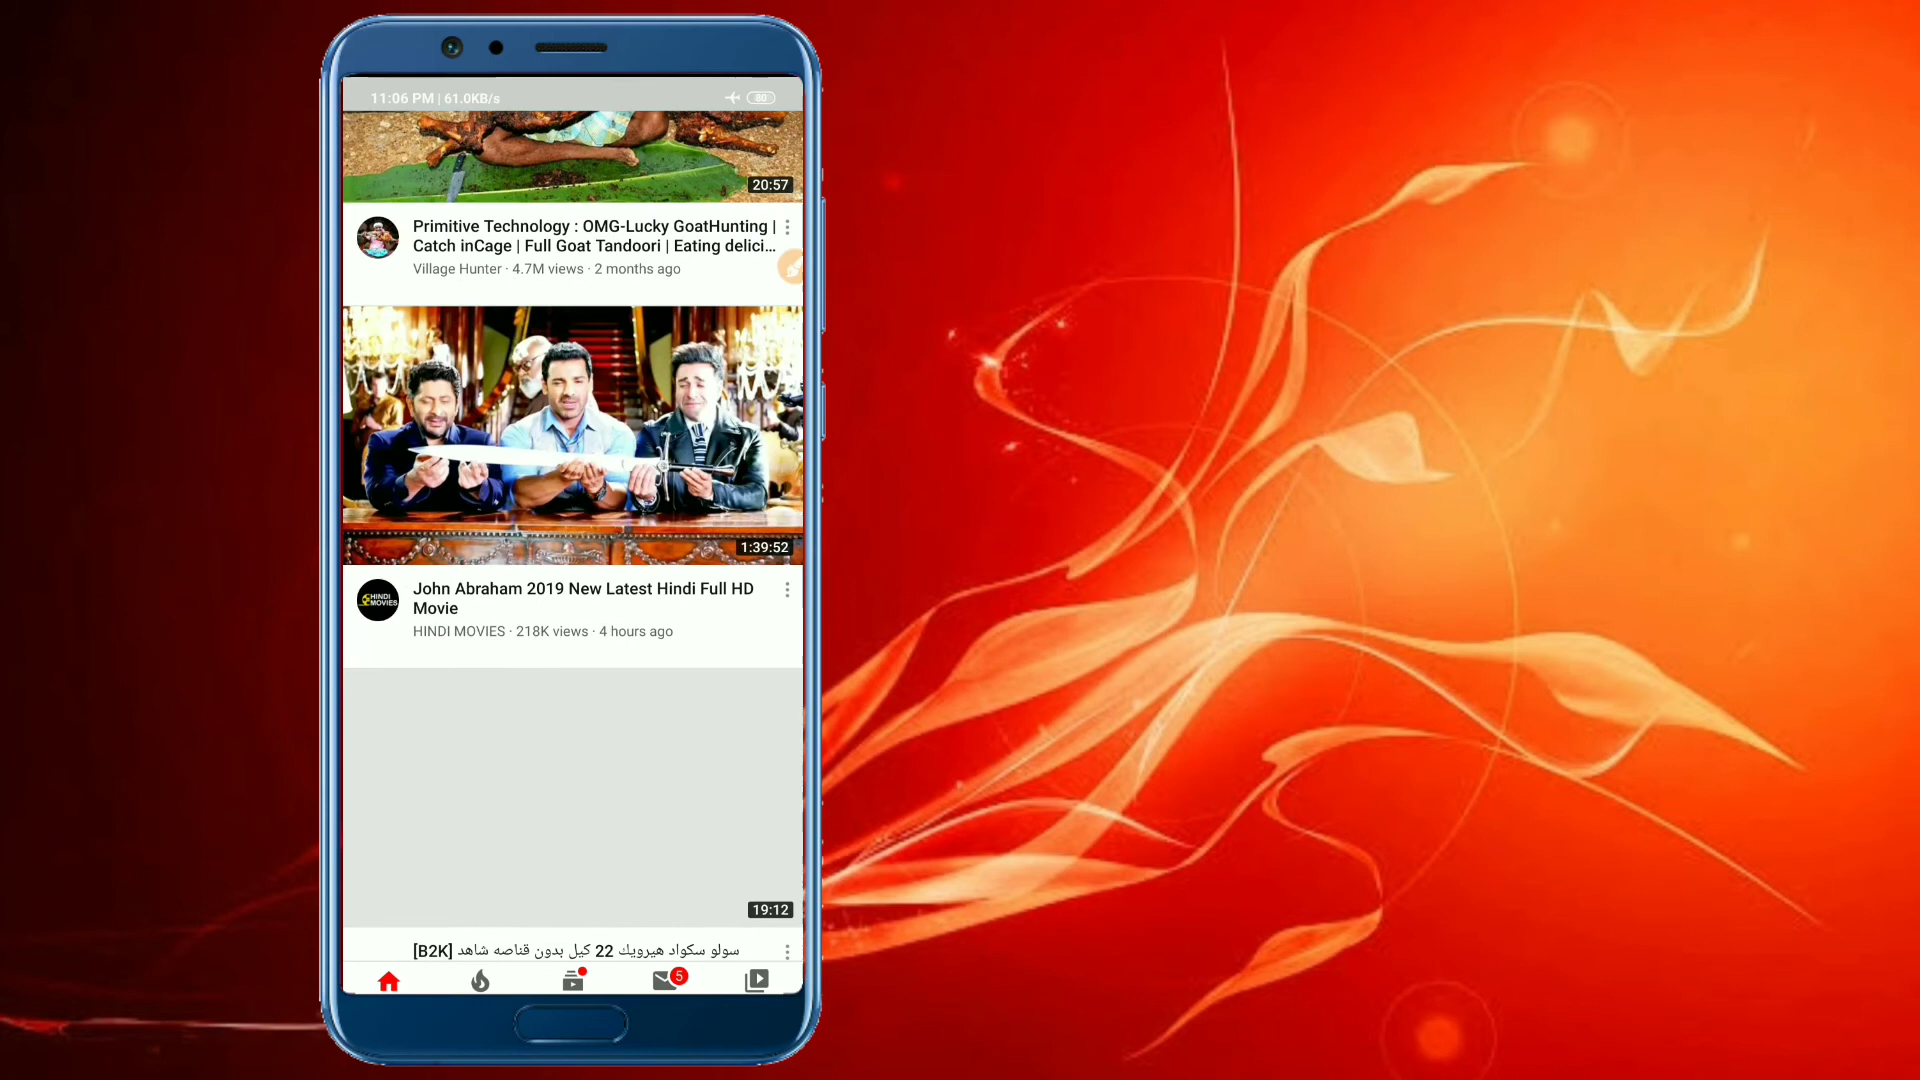 11:06 PM | 61.0KB/s
80
20:57
Primitive Technology : OMG-Lucky GoatHunting |
Catch inCage | Full Goat Tandoori | Eating delici...
Village Hunter · 4.7M views · 2 months ago
1:39:52
HINDI
MOVIES
John Abraham 2019 New Latest Hindi Full HD
Movie
HINDI MOVIES · 218K views · 4 hours ago
19:12
سولو سكواد هيرويك 22 كيل بدون قناصه شاهد [B2K]
5